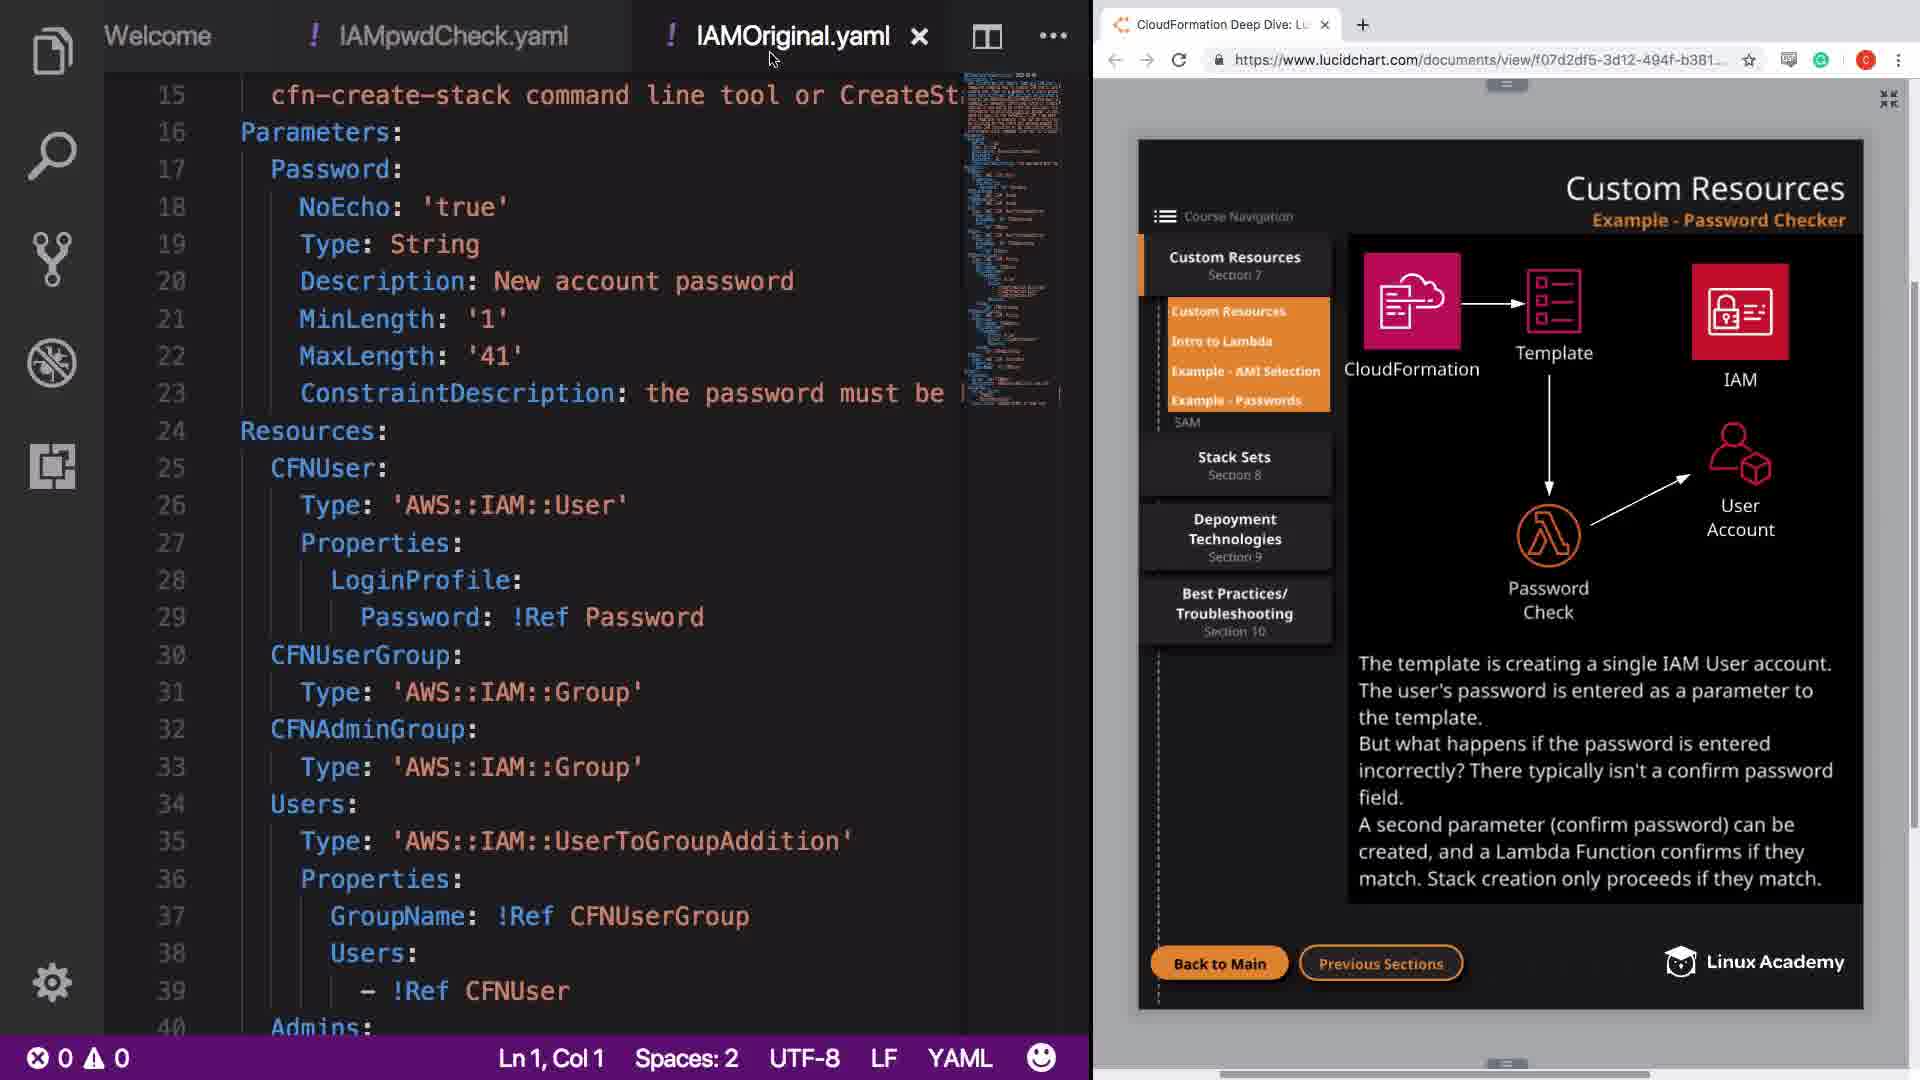 Welcome
! IAMpwdCheck.yaml
! IAMOriginal.yaml
15 cfn-create-stack command line tool or CreateSt
16 Parameters:
17 Password:
18 NoEcho: 'true'
19 Type: String
20 Description: New account password
21 MinLength: '1'
22 MaxLength: '41'
23 ConstraintDescription: the password must be
24 Resources:
25 CFNUser:
26 Type: 'AWS::IAM::User'
27 Properties:
28 LoginProfile:
29 Password: !Ref Password
30 CFNUserGroup:
31 Type: 'AWS::IAM::Group'
32 CFNAdminGroup:
33 Type: 'AWS::IAM::Group'
34 Users:
35 Type: 'AWS::IAM::UserToGroupAddition'
36 Properties:
37 GroupName: !Ref CFNUserGroup
38 Users:
39 - !Ref CFNUser
40 Admins:
0 0 Ln 1, Col 1 Spaces: 2 UTF-8 LF YAML
CloudFormation Deep Dive: Lu
https://www.lucidchart.com/documents/view/f07d2df5-3d12-494f-b381...
C
Custom Resources
Example - Password Checker
Course Navigation
Custom Resources
Section 7
Custom Resources
Intro to Lambda
Example - AMI Selection
Example - Passwords
SAM
Stack Sets
Section 8
Depoyment
Technologies
Section 9
Best Practices/
Troubleshooting
Section 10
CloudFormation
Template
IAM
User
Account
Password
Check
The template is creating a single IAM User account.
The user's password is entered as a parameter to
the template.
But what happens if the password is entered
incorrectly? There typically isn't a confirm password
field.
A second parameter (confirm password) can be
created, and a Lambda Function confirms if they
match. Stack creation only proceeds if they match.
Back to Main
Previous Sections
Linux Academy